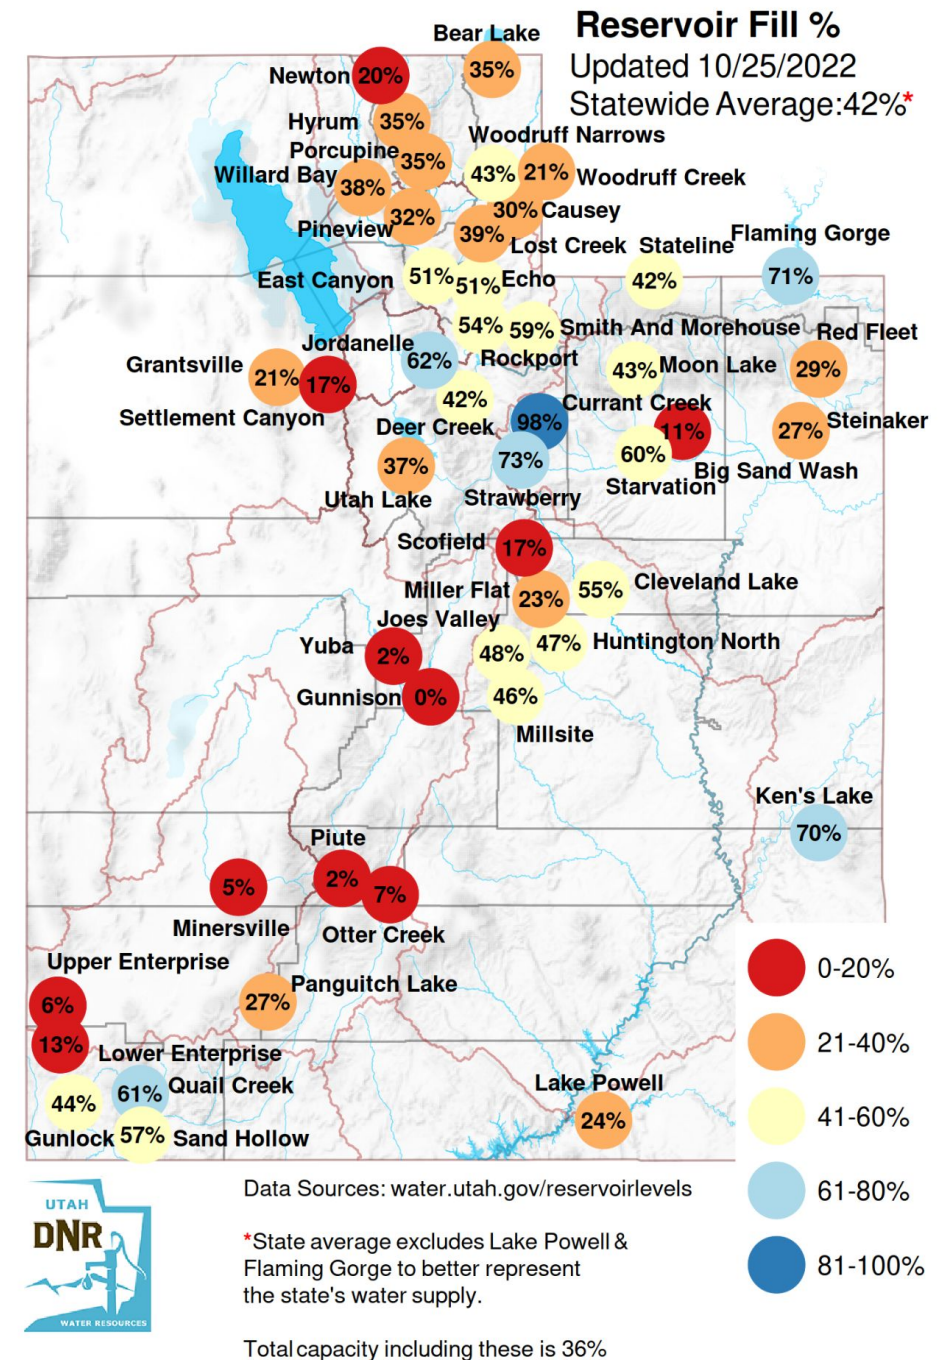 Reservoir Fill %
Updated 10/25/2022
Statewide Average:42%*
Bear Lake
35%
Newton 20%
Hyrum 35%
Porcupine 35%
Woodruff Narrows
43%
21% Woodruff Creek
Willard Bay 38%
30% Causey
Pineview 32%
39% Lost Creek
Stateline
42%
Flaming Gorge
71%
East Canyon 51%
51% Echo
54%
Rockport
59% Smith And Morehouse
Red Fleet
29%
Jordanelle
62%
Grantsville
21%
17%
Settlement Canyon
43% Moon Lake
42%
Deer Creek
Currant Creek
98%
11%
Big Sand Wash
27% Steinaker
60%
Starvation
73%
Strawberry
37%
Utah Lake
Scofield 17%
Miller Flat 23%
55% Cleveland Lake
Joes Valley
48%
47% Huntington North
Yuba 2%
Gunnison 0%
46%
Millsite
Ken's Lake
70%
Piute
2%
7%
Otter Creek
5%
Minersville
Upper Enterprise
6%
27% Panguitch Lake
13% Lower Enterprise
61% Quail Creek
44%
Gunlock
57% Sand Hollow
Lake Powell
24%
0-20%
21-40%
41-60%
61-80%
81-100%
UTAH
DNR
WATER RESOURCES
Data Sources: water.utah.gov/reservoirlevels
*State average excludes Lake Powell &
Flaming Gorge to better represent
the state's water supply.
Total capacity including these is 36%